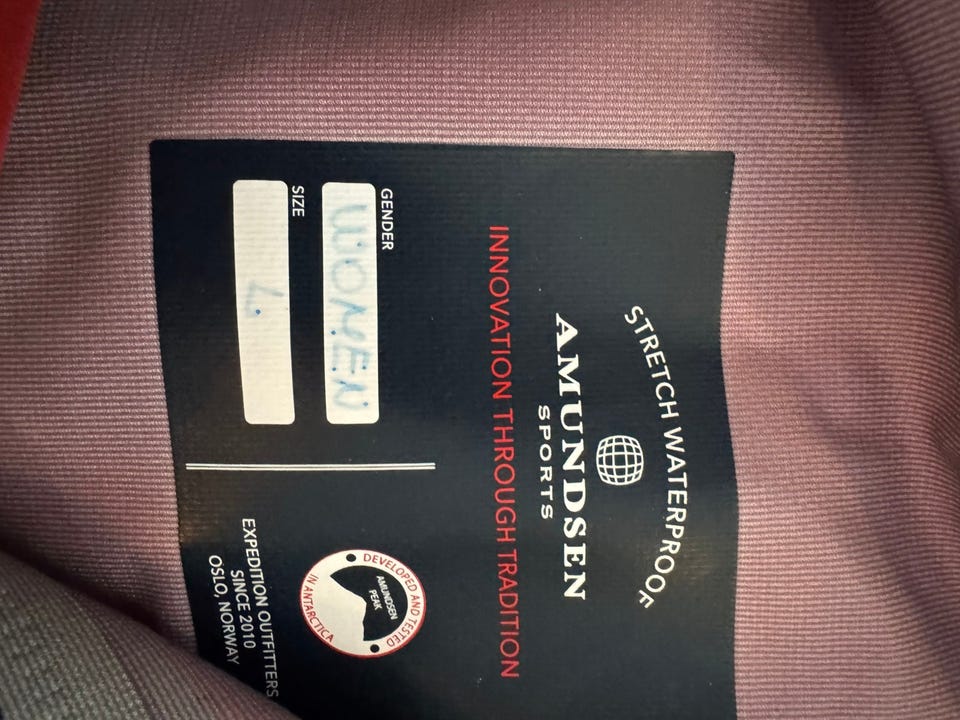 STRETCH WATERPROOF
AMUNDSEN
SPORTS
INNOVATION THROUGH TRADITION
GENDER
WOMEN
SIZE
L.
DEVELOPED AND TESTED
AMUNDSEN
PEAK
IN ANTARCTICA
EXPEDITION OUTFITTERS
SINCE 2010
OSLO, NORWAY